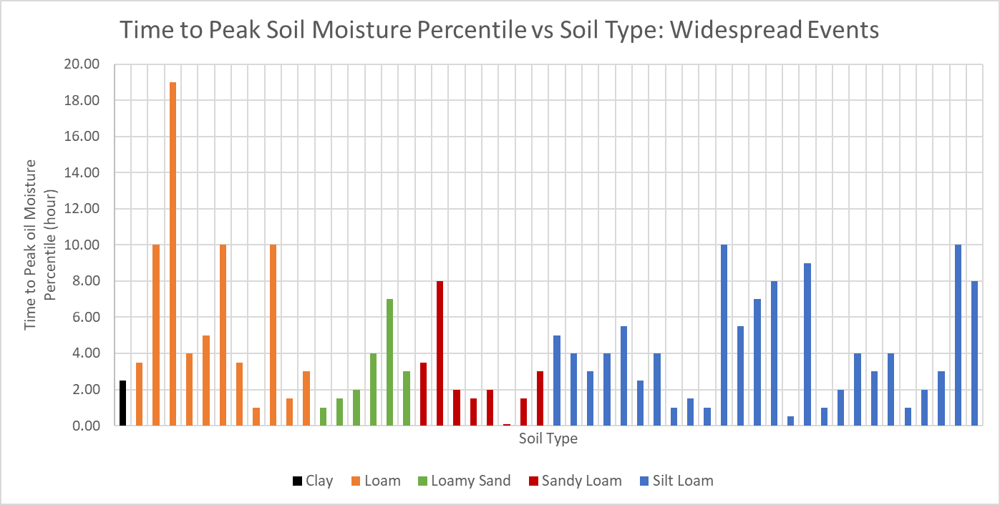 Time to Peak Soil Moisture Percentile vs Soil Type: Widespread Events
20.00
18.00
16.00
14.00
12.00
10.00
8.00
6.00
4.00
2.00
0.00
Time to Peak oil Moisture
Percentile (hour)
Soil Type
Clay Loam Loamy Sand Sandy Loam Silt Loam